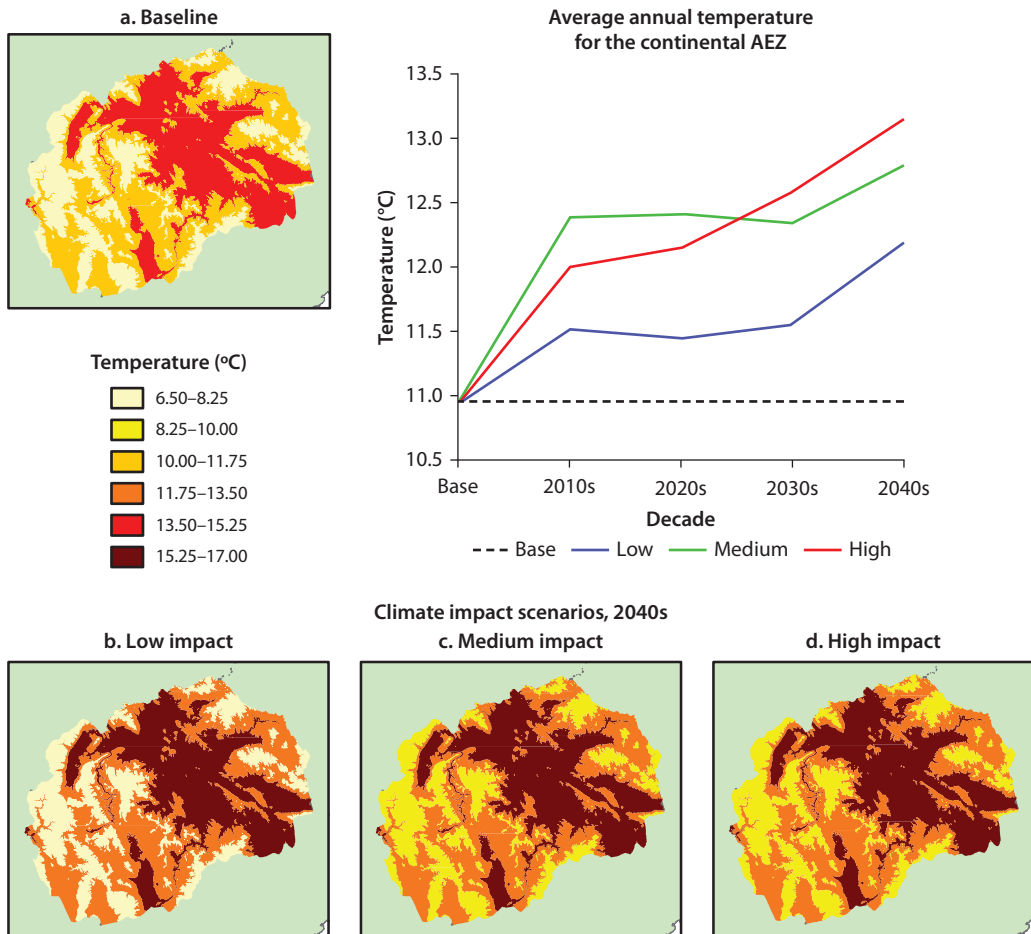 a. Baseline
Average annual temperature
for the continental AEZ
Temperature (°C)
13.5
13.0
12.5
12.0
11.5
11.0
10.5
Base
2010s
2020s
2030s
2040s
Decade
Base
Low
Medium
High
Temperature (ºC)
6.50–8.25
8.25–10.00
10.00–11.75
11.75–13.50
13.50–15.25
15.25–17.00
Climate impact scenarios, 2040s
b. Low impact
c. Medium impact
d. High impact